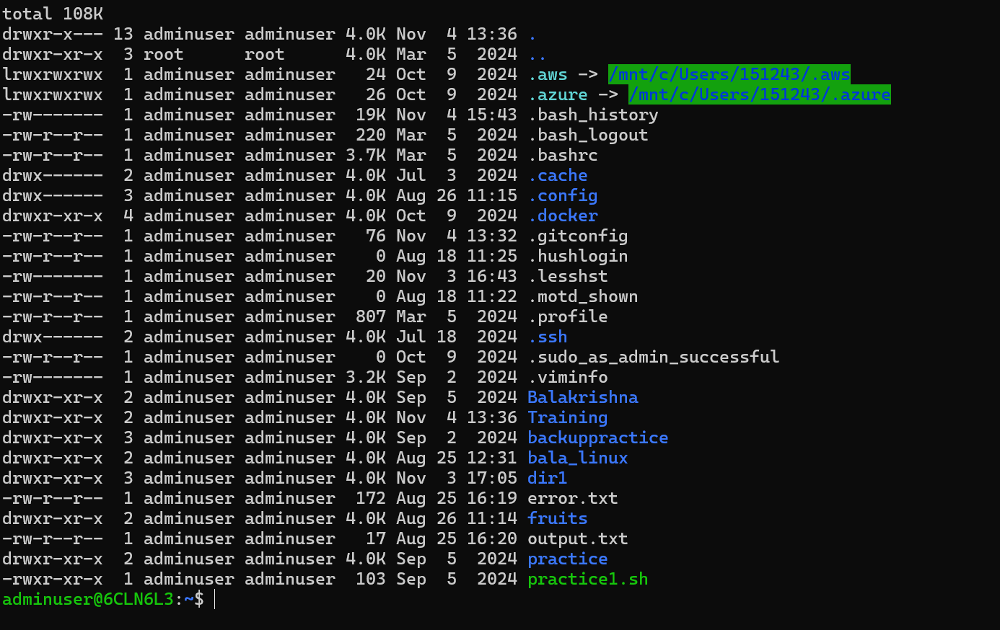 total 108K
drwxr-x--- 13 adminuser adminuser 4.0K Nov  4 13:36 .
drwxr-xr-x  3 root      root      4.0K Mar  5  2024 ..
lrwxrwxrwx  1 adminuser adminuser   24 Oct  9  2024 .aws -> /mnt/c/Users/151243/.aws
lrwxrwxrwx  1 adminuser adminuser   26 Oct  9  2024 .azure -> /mnt/c/Users/151243/.azure
-rw-------  1 adminuser adminuser  19K Nov  4 15:43 .bash_history
-rw-r--r--  1 adminuser adminuser  220 Mar  5  2024 .bash_logout
-rw-r--r--  1 adminuser adminuser 3.7K Mar  5  2024 .bashrc
drwx------  2 adminuser adminuser 4.0K Jul  3  2024 .cache
drwx------  3 adminuser adminuser 4.0K Aug 26 11:15 .config
drwxr-xr-x  4 adminuser adminuser 4.0K Oct  9  2024 .docker
-rw-r--r--  1 adminuser adminuser   76 Nov  4 13:32 .gitconfig
-rw-r--r--  1 adminuser adminuser    0 Aug 18 11:25 .hushlogin
-rw-------  1 adminuser adminuser   20 Nov  3 16:43 .lesshst
-rw-r--r--  1 adminuser adminuser    0 Aug 18 11:22 .motd_shown
-rw-r--r--  1 adminuser adminuser  807 Mar  5  2024 .profile
drwx------  2 adminuser adminuser 4.0K Jul 18  2024 .ssh
-rw-r--r--  1 adminuser adminuser    0 Oct  9  2024 .sudo_as_admin_successful
-rw-------  1 adminuser adminuser 3.2K Sep  2  2024 .viminfo
drwxr-xr-x  2 adminuser adminuser 4.0K Sep  5  2024 Balakrishna
drwxr-xr-x  2 adminuser adminuser 4.0K Nov  4 13:36 Training
drwxr-xr-x  3 adminuser adminuser 4.0K Sep  2  2024 backuppractice
drwxr-xr-x  2 adminuser adminuser 4.0K Aug 25 12:31 bala_linux
drwxr-xr-x  3 adminuser adminuser 4.0K Nov  3 17:05 dir1
-rw-r--r--  1 adminuser adminuser  172 Aug 25 16:19 error.txt
drwxr-xr-x  2 adminuser adminuser 4.0K Aug 26 11:14 fruits
-rw-r--r--  1 adminuser adminuser   17 Aug 25 16:20 output.txt
drwxr-xr-x  2 adminuser adminuser 4.0K Sep  5  2024 practice
-rwxr-xr-x  1 adminuser adminuser  103 Sep  5  2024 practice1.sh
adminuser@6CLN6L3:~$